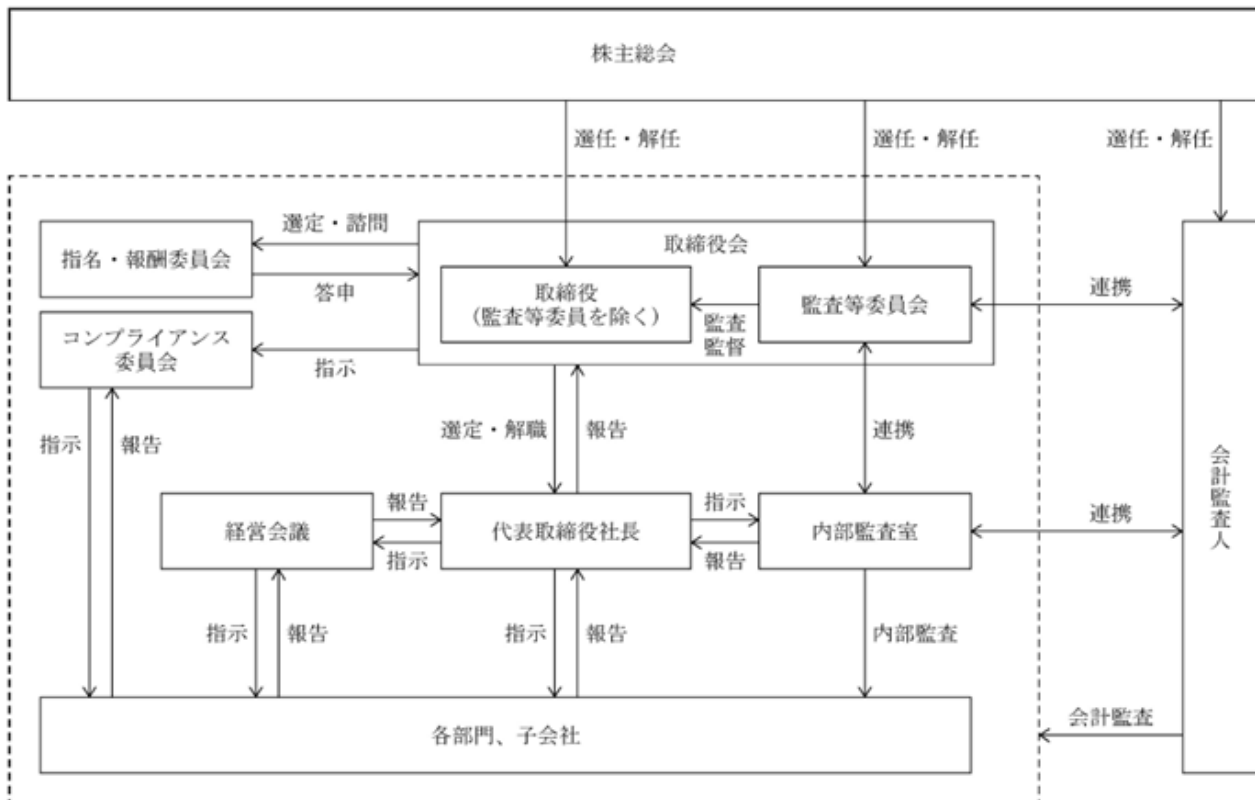 株主総会
選任・解任
選任・解任
選任・解任
選定・諮問
取締役会
指名・報酬委員会
答申
取締役
（監査等委員を除く）
監査
監督
監査等委員会
連携
コンプライアンス
委員会
指示
指示
報告
選定・解職
報告
連携
会計監査人
経営会議
報告
指示
代表取締役社長
指示
報告
内部監査室
連携
指示
報告
指示
報告
内部監査
各部門、子会社
会計監査